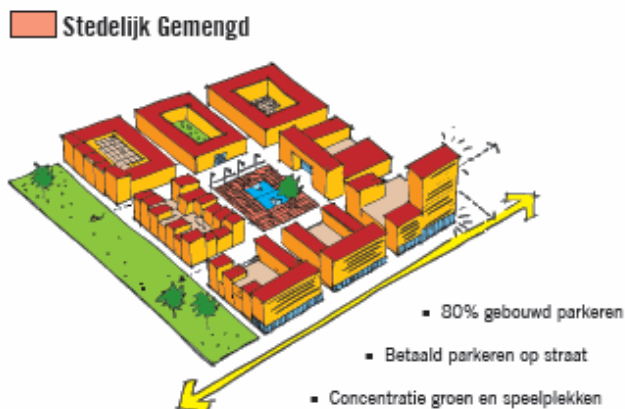 Stedelijk Gemengd
▪ 80% gebouwd parkeren
▪ Betaald parkeren op straat
▪ Concentratie groen en speelplekken